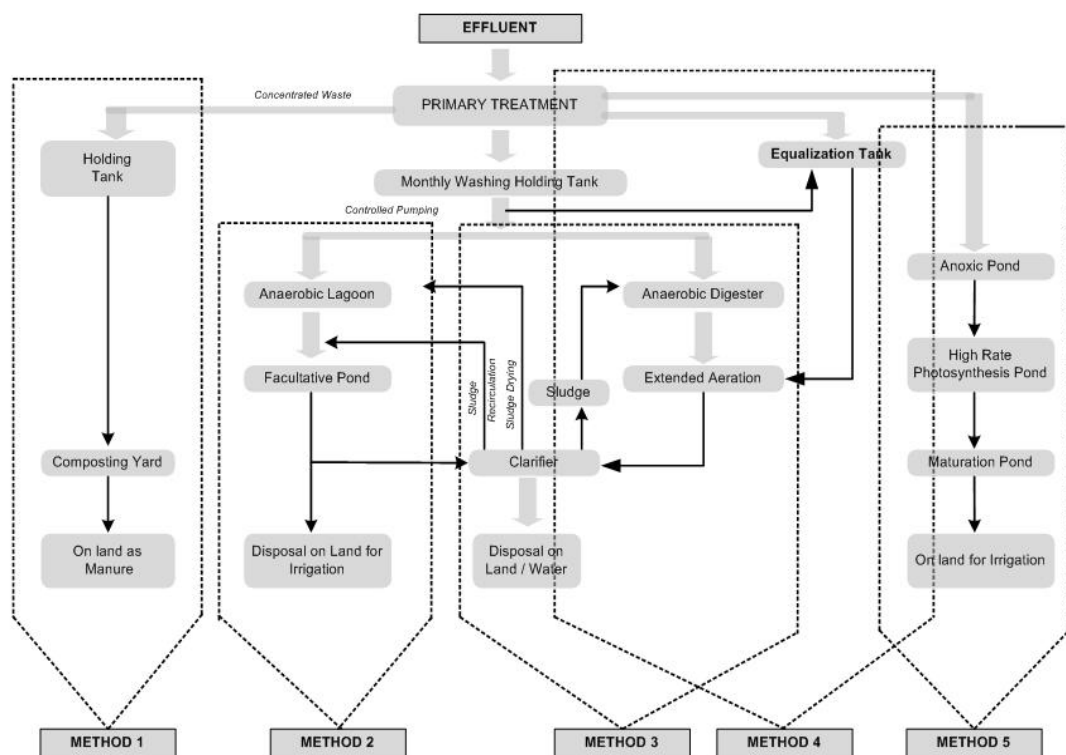 EFFLUENT
Concentrated Waste
PRIMARY TREATMENT
Holding
Tank
Equalization Tank
Monthly Washing Holding Tank
Controlled Pumping
Anoxic Pond
Anaerobic Lagoon
Anaerobic Digester
High Rate
Photosynthesis Pond
Facultative Pond
Sludge
Recirculation
Sludge Drying
Sludge
Extended Aeration
Composting Yard
Clarifier
Maturation Pond
On land as
Manure
Disposal on Land for
Irrigation
Disposal on
Land / Water
On land for Irrigation
METHOD 1
METHOD 2
METHOD 3
METHOD 4
METHOD 5